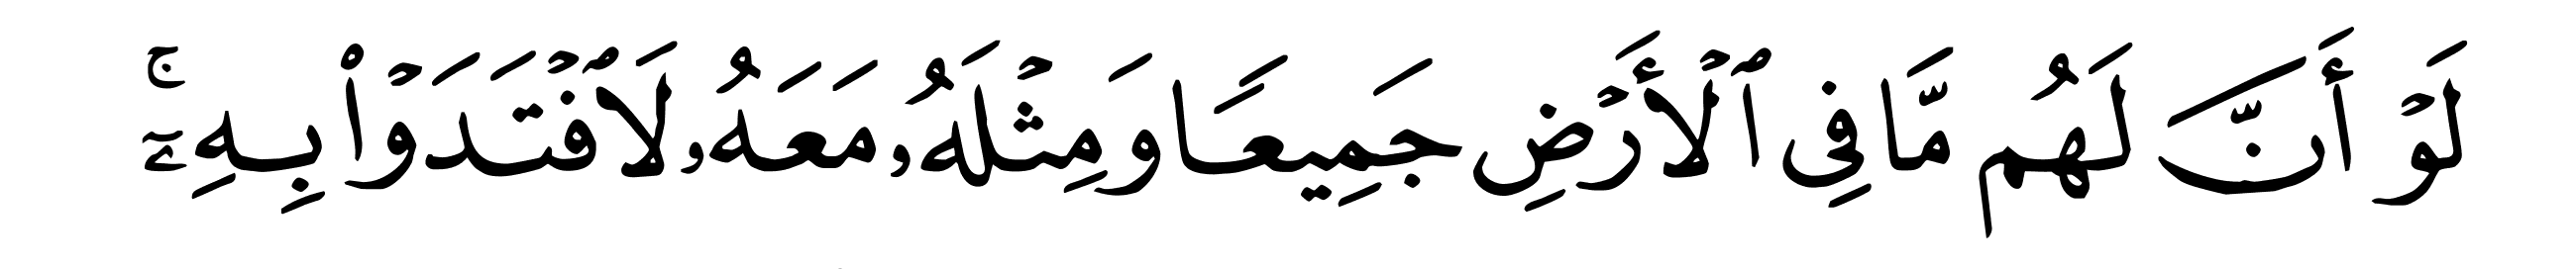 لَوۡ أَنَّ لَهُم مَّا فِي ٱلۡأَرۡضِ جَمِيعٗا وَمِثۡلَهُۥ مَعَهُۥ لَٱفۡتَدَوۡاْ بِهِۦٓۚ